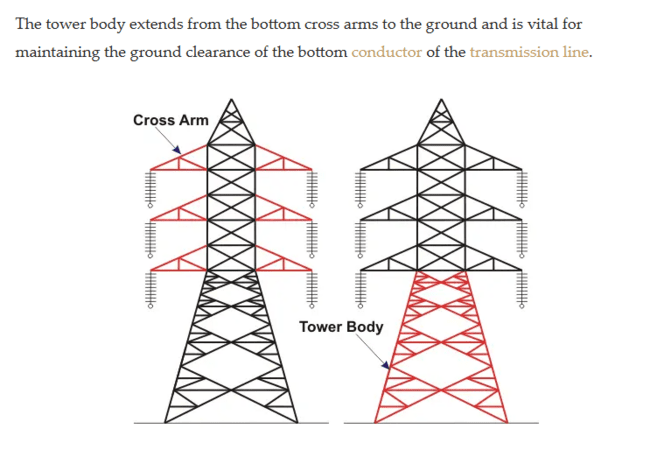 The tower body extends from the bottom cross arms to the ground and is vital for
maintaining the ground clearance of the bottom conductor of the transmission line.
Cross Arm
Tower Body